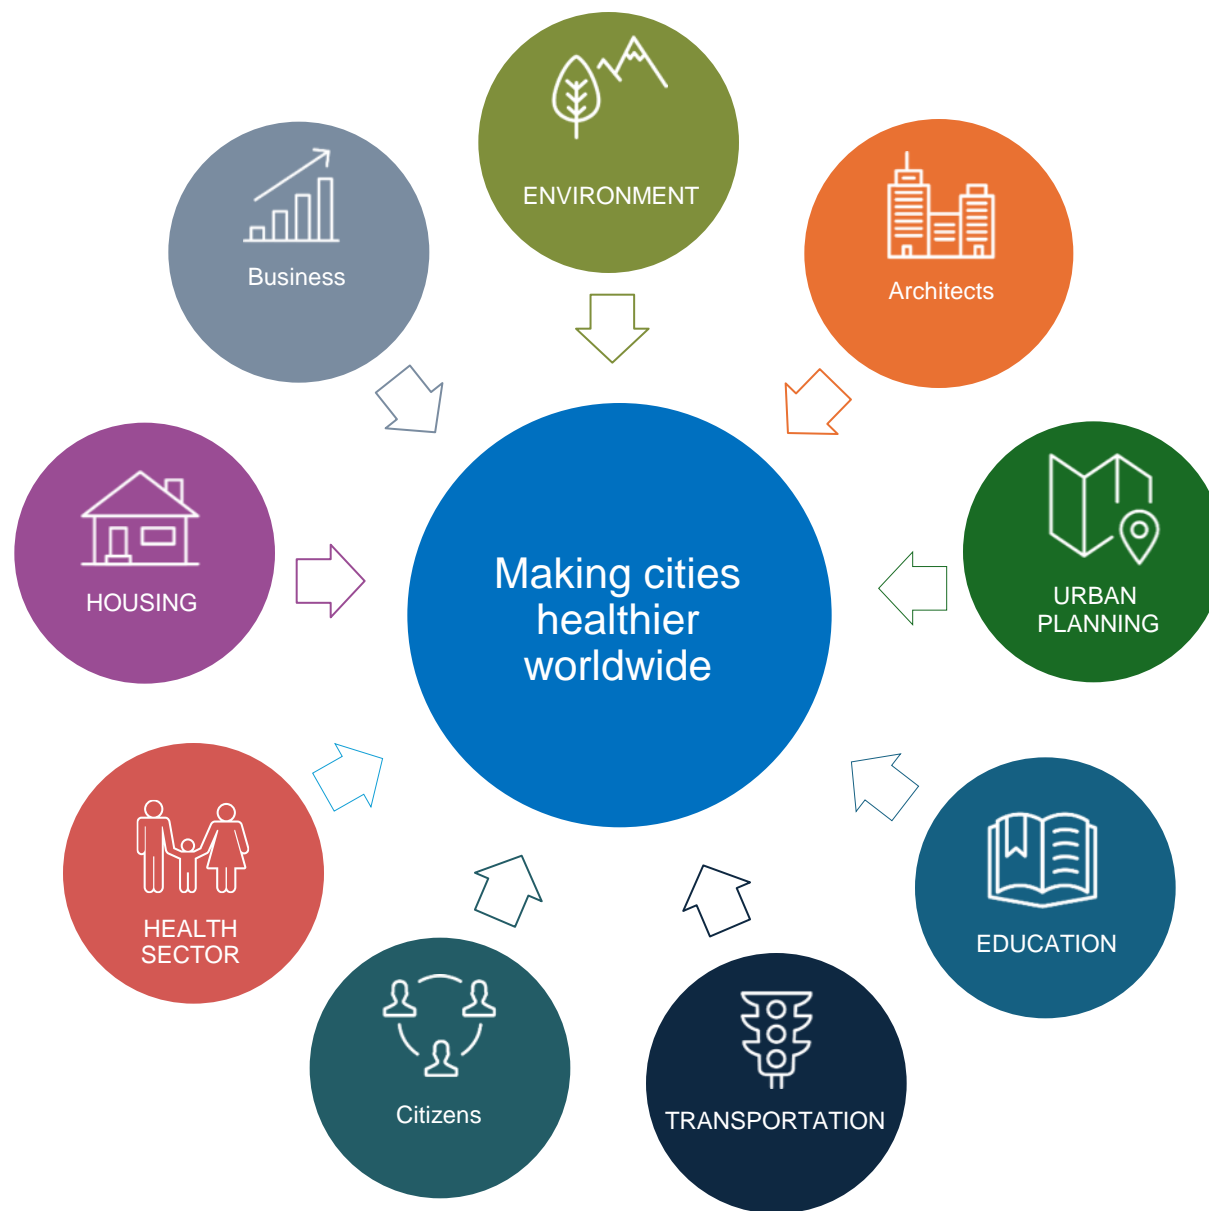 ENVIRONMENT
Business
Architects
Making cities
healthier
worldwide
HOUSING
URBAN
PLANNING
HEALTH
SECTOR
EDUCATION
Citizens
TRANSPORTATION